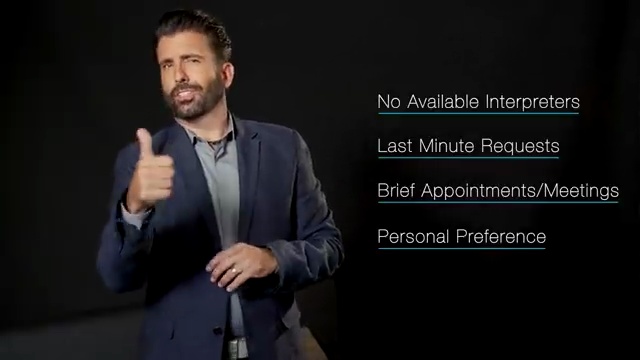 No Available Interpreters
Last Minute Requests
Brief Appointments/Meetings
Personal Preference